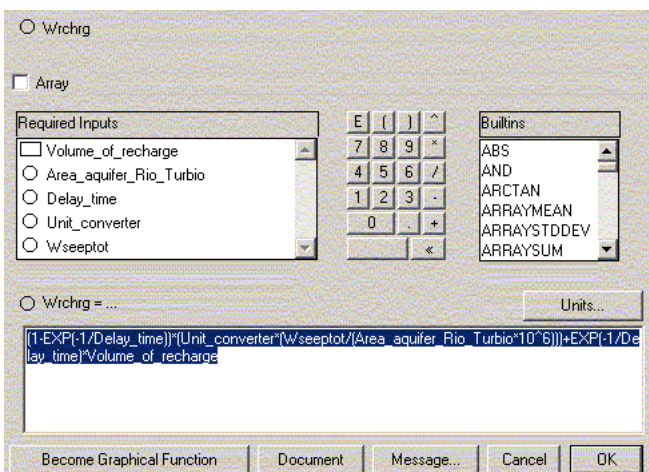 Wrchrg
Array
Required Inputs
Volume_of_recharge
Area_aquifer_Rio_Turbio
Delay_time
Unit_converter
Wseeptot
E ( ) ^
7 8 9 *
4 5 6 /
1 2 3 -
0 . +
«
Builtins
ABS
AND
ARCTAN
ARRAYMEAN
ARRAYSTDDEV
ARRAYSUM
Wrchrg = ...
Units...
(1-EXP(-1/Delay_time))*(Unit_converter*(Wseeptot/(Area_aquifer_Rio_Turbio*10^6)))+EXP(-1/De
lay_time)*Volume_of_recharge
Become Graphical Function
Document
Message...
Cancel
OK